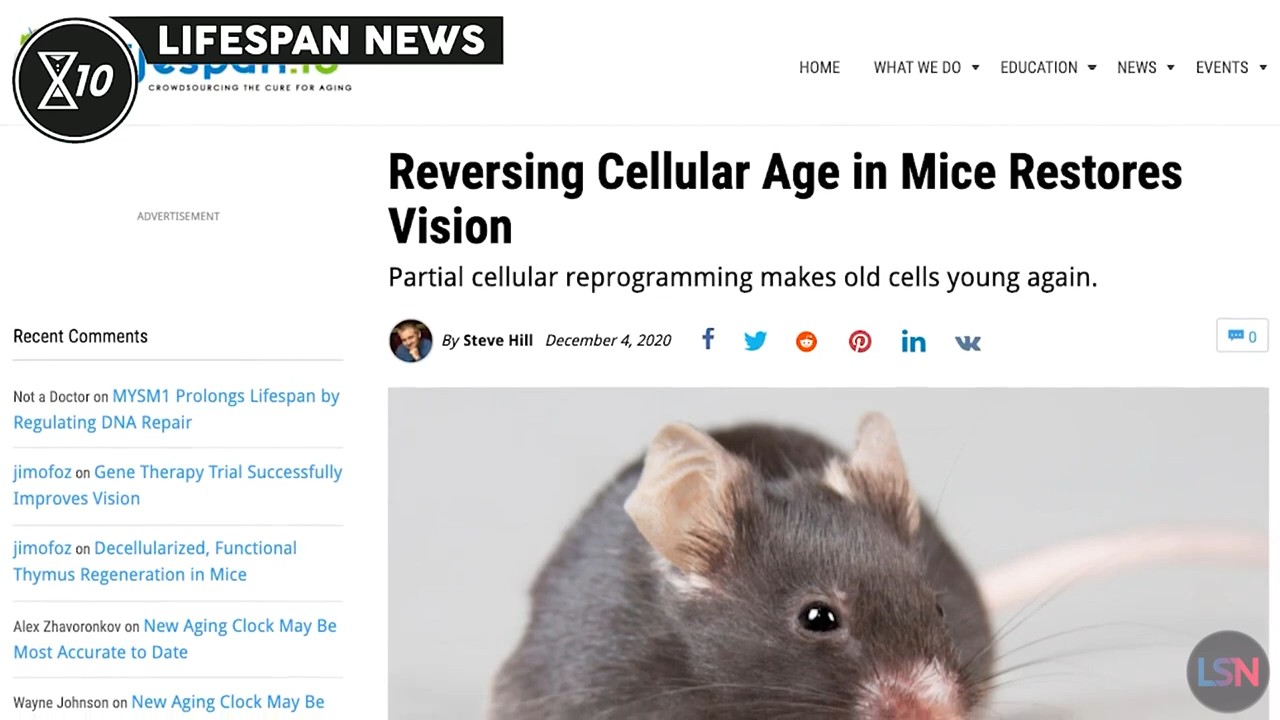 LIFESPAN NEWS
X10
CROWDSOURCING THE CURE FOR AGING
HOME WHAT WE DO EDUCATION NEWS EVENTS
Reversing Cellular Age in Mice Restores
Vision
Partial cellular reprogramming makes old cells young again.
By Steve Hill December 4, 2020
0
ADVERTISEMENT
Recent Comments
Not a Doctor on MYSM1 Prolongs Lifespan by
Regulating DNA Repair
jimofoz on Gene Therapy Trial Successfully
Improves Vision
jimofoz on Decellularized, Functional
Thymus Regeneration in Mice
Alex Zhavoronkov on New Aging Clock May Be
Most Accurate to Date
Wayne Johnson on New Aging Clock May Be
LSN